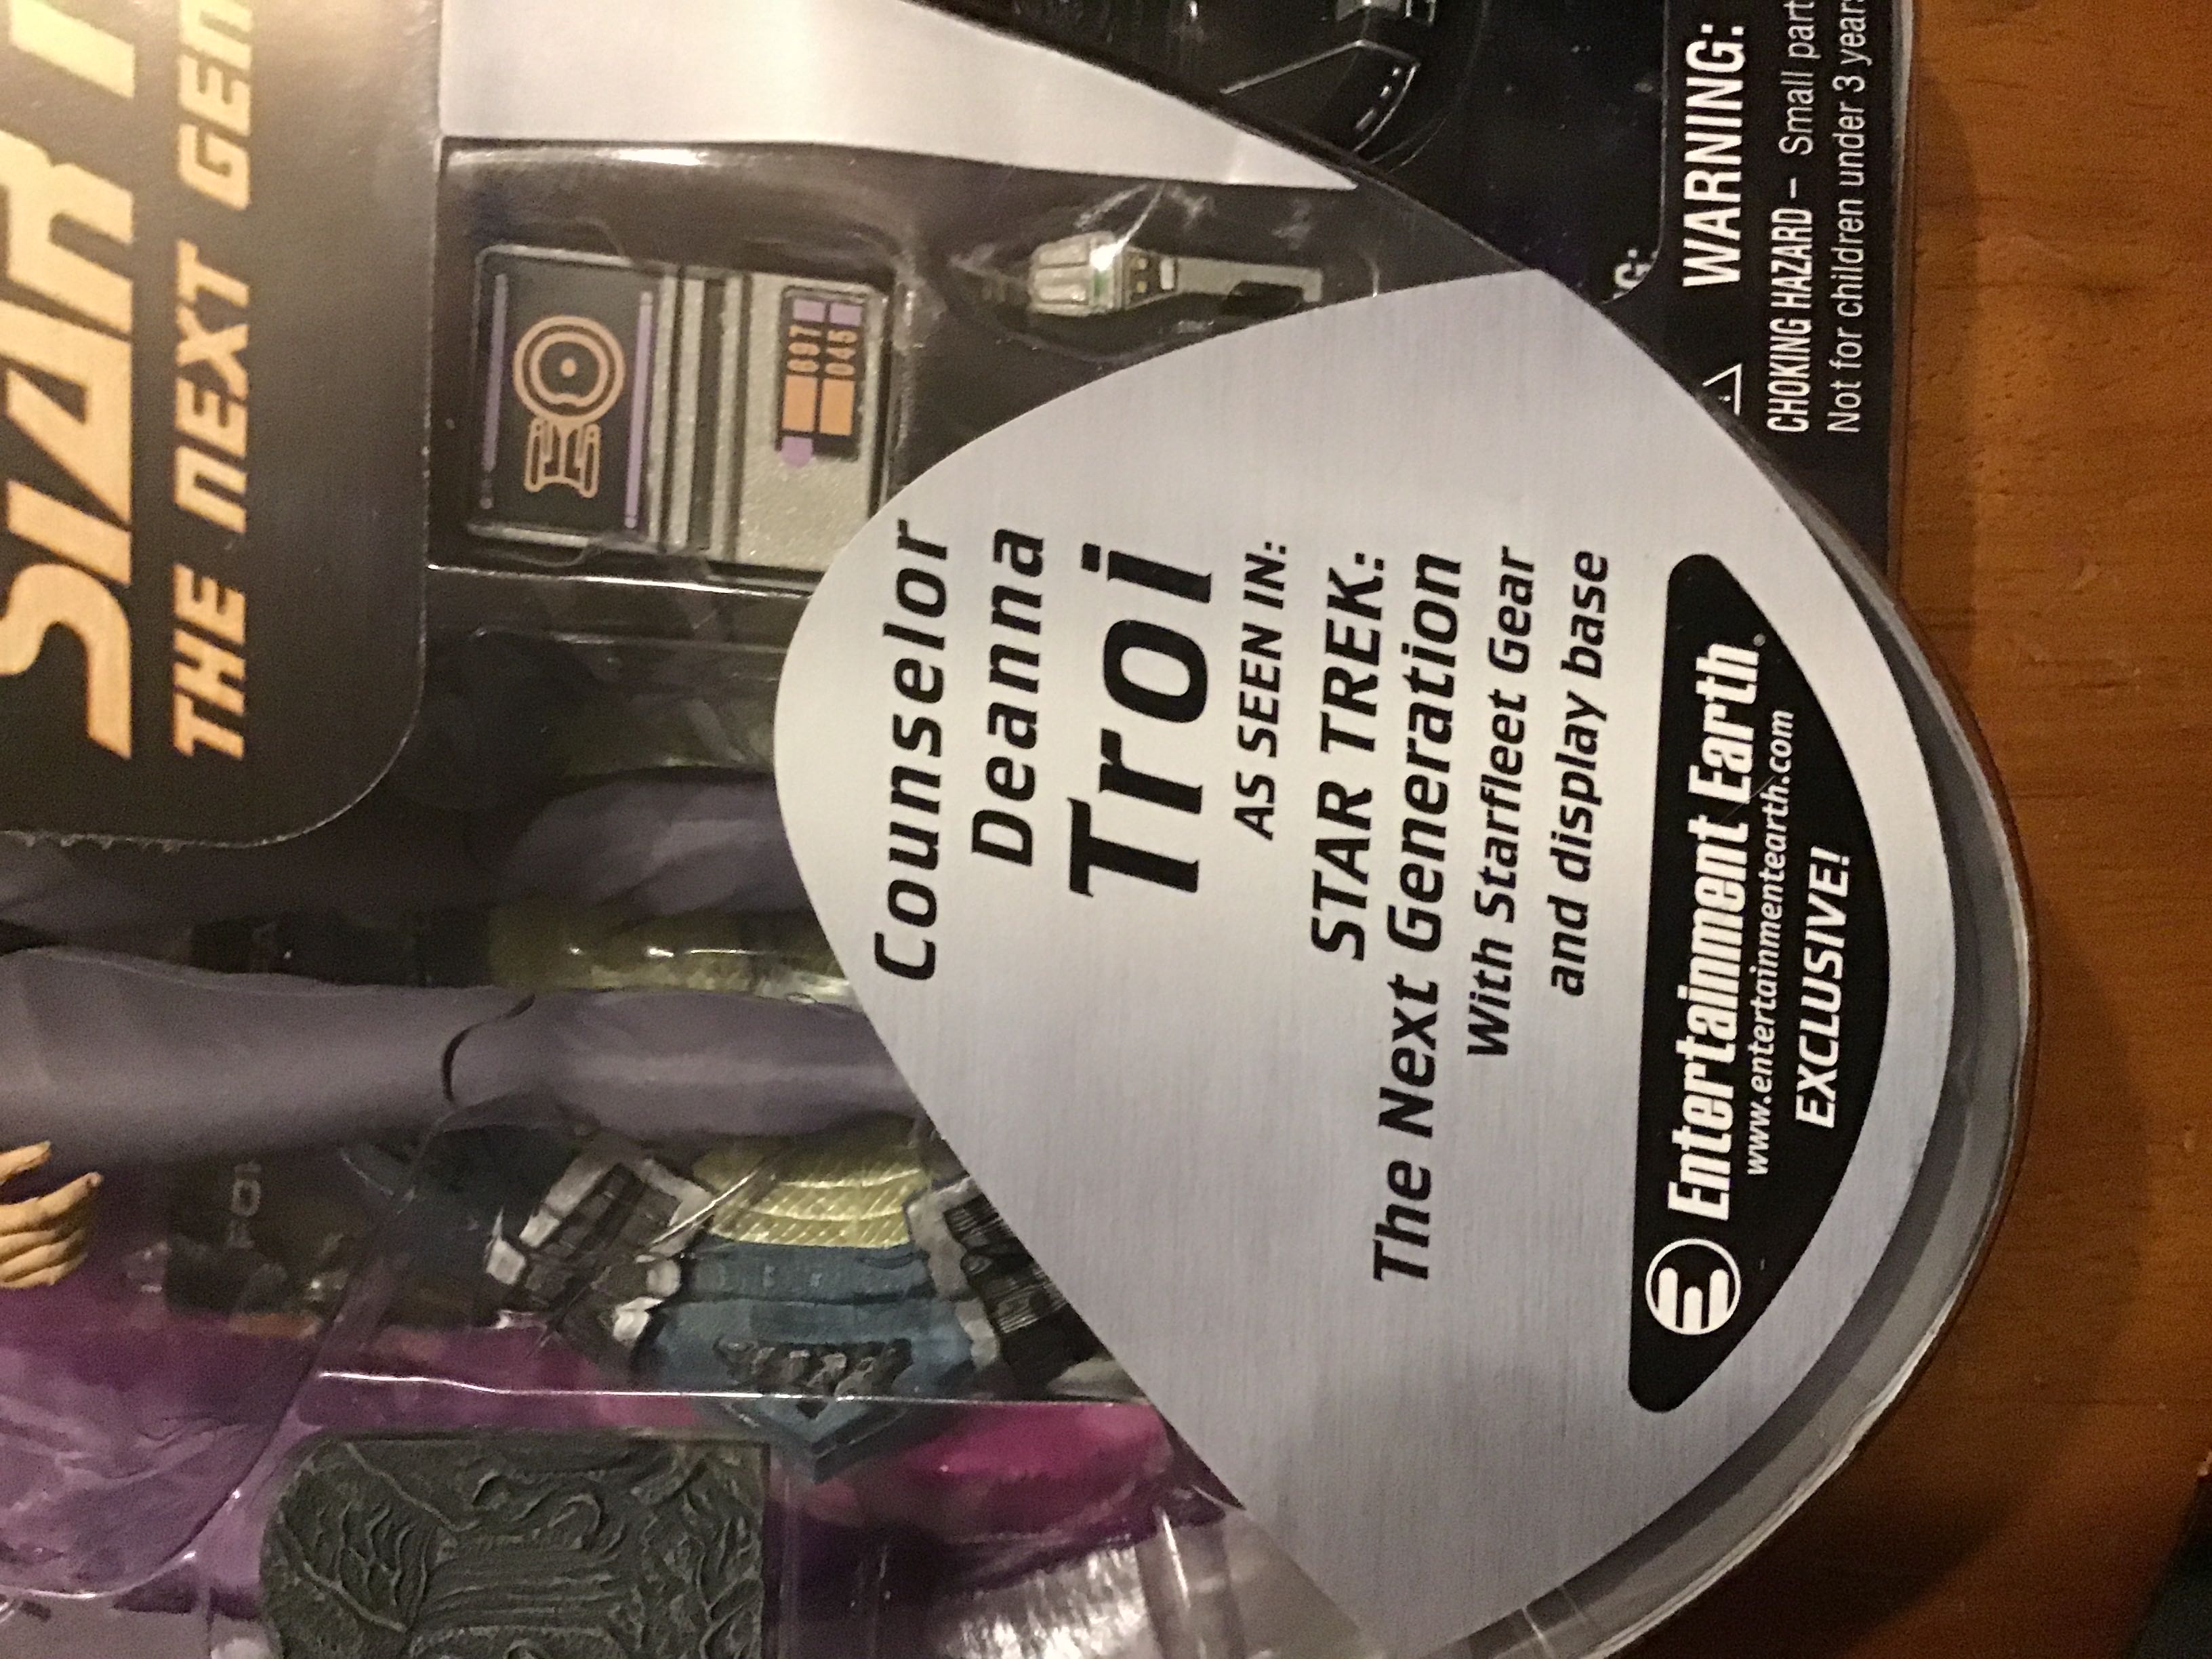 STAR
THE NEXT GEN
897
045
Counselor
Deanna
Troi
AS SEEN IN:
STAR TREK:
The Next Generation
With Starfleet Gear
and display base
Entertainment Earth®
www.entertainmentearth.com
EXCLUSIVE!
G:
WARNING:
CHOKING HAZARD – Small part
Not for children under 3 years